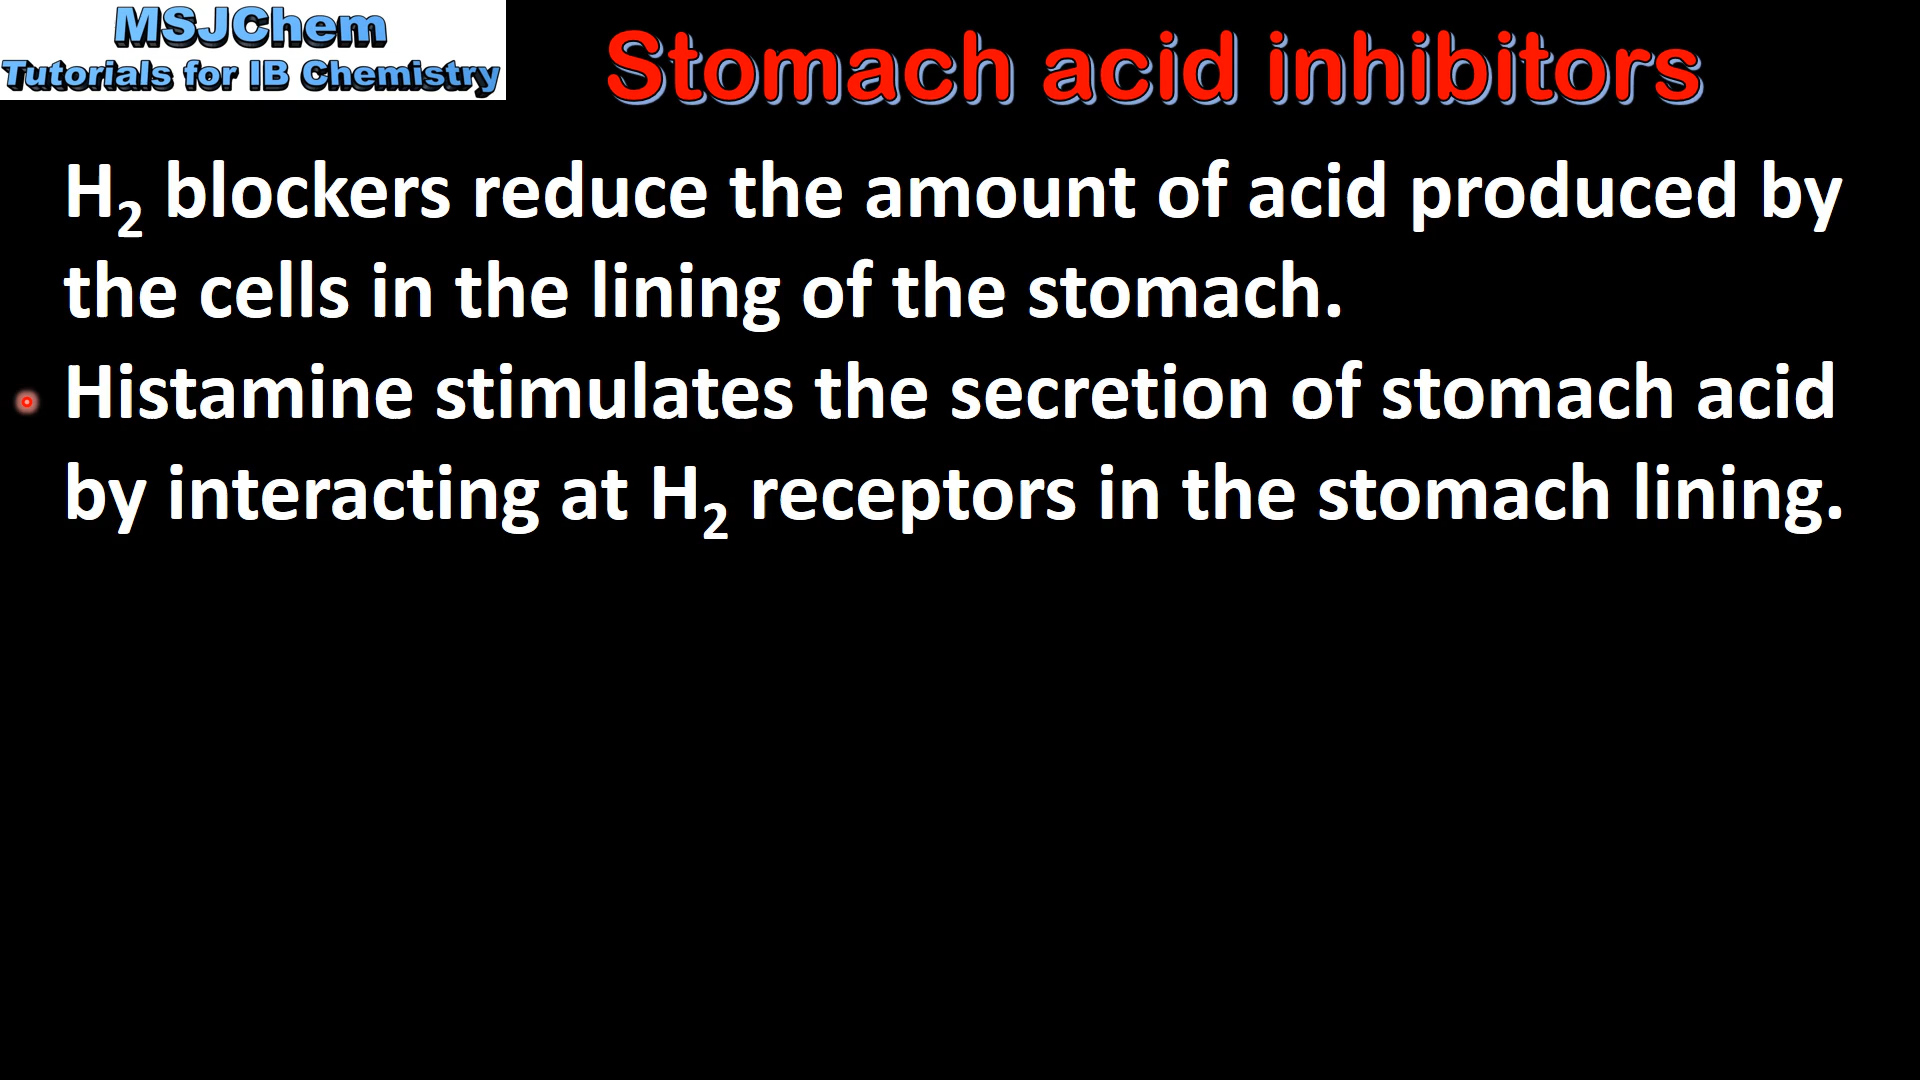 MSJChem
Tutorials for IB Chemistry
Stomach acid inhibitors
H₂ blockers reduce the amount of acid produced by
the cells in the lining of the stomach.
Histamine stimulates the secretion of stomach acid
by interacting at H₂ receptors in the stomach lining.